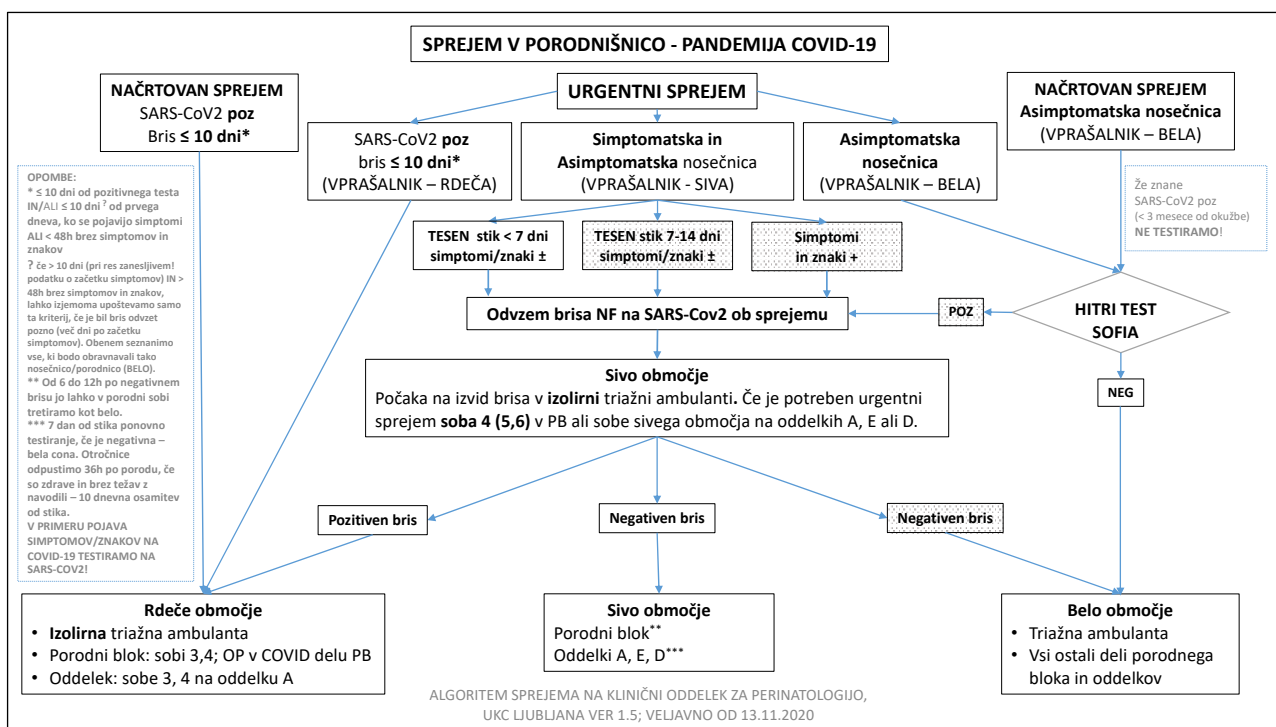 SPREJEM V PORODNIŠNICO - PANDEMIJA COVID-19
NAČRTOVAN SPREJEM
SARS-CoV2 poz
Bris ≤ 10 dni*
URGENTNI SPREJEM
NAČRTOVAN SPREJEM
Asimptomatska nosečnica
(VPRAŠALNIK – BELA)
SARS-CoV2 poz
bris ≤ 10 dni*
(VPRAŠALNIK – RDEČA)
Simptomatska in
Asimptomatska nosečnica
(VPRAŠALNIK - SIVA)
Asimptomatska
nosečnica
(VPRAŠALNIK – BELA)
OPOMBE:
* ≤ 10 dni od pozitivnega testa
IN/ALI ≤ 10 dni ? od prvega
dneva, ko se pojavijo simptomi
ALI < 48h brez simptomov in
znakov
? če > 10 dni (pri res zanesljivem!
podatku o začetku simptomov) IN >
48h brez simptomov in znakov,
lahko izjemoma upoštevamo samo
ta kriterij, če je bil bris odvzet
pozno (več dni po začetku
simptomov). Obenem seznanimo
vse, ki bodo obravnavali tako
nosečnico/porodnico (BELO).
** Od 6 do 12h po negativnem
brisu jo lahko v porodni sobi
tretiramo kot belo.
*** 7 dan od stika ponovno
testiranje, če je negativna –
bela cona. Otročnice
odpustimo 36h po porodu, če
so zdrave in brez težav z
navodili – 10 dnevna osamitev
od stika.
V PRIMERU POJAVA
SIMPTOMOV/ZNAKOV NA
COVID-19 TESTIRAMO NA
SARS-COV2!
Že znane
SARS-CoV2 poz
(< 3 mesece od okužbe)
NE TESTIRAMO!
TESEN stik < 7 dni
simptomi/znaki ±
TESEN stik 7-14 dni
simptomi/znaki ±
Simptomi
in znaki +
Odvzem brisa NF na SARS-Cov2 ob sprejemu
POZ
HITRI TEST
SOFIA
NEG
Sivo območje
Počaka na izvid brisa v izolirni triažni ambulanti. Če je potreben urgentni
sprejem soba 4 (5,6) v PB ali sobe sivega območja na oddelkih A, E ali D.
Pozitiven bris
Negativen bris
Negativen bris
Rdeče območje
• Izolirna triažna ambulanta
• Porodni blok: sobi 3,4; OP v COVID delu PB
• Oddelek: sobe 3, 4 na oddelku A
Sivo območje
Porodni blok**
Oddelki A, E, D***
Belo območje
• Triažna ambulanta
• Vsi ostali deli porodnega
bloka in oddelkov
ALGORITEM SPREJEMA NA KLINIČNI ODDELEK ZA PERINATOLOGIJO,
UKC LJUBLJANA VER 1.5; VELJAVNO OD 13.11.2020